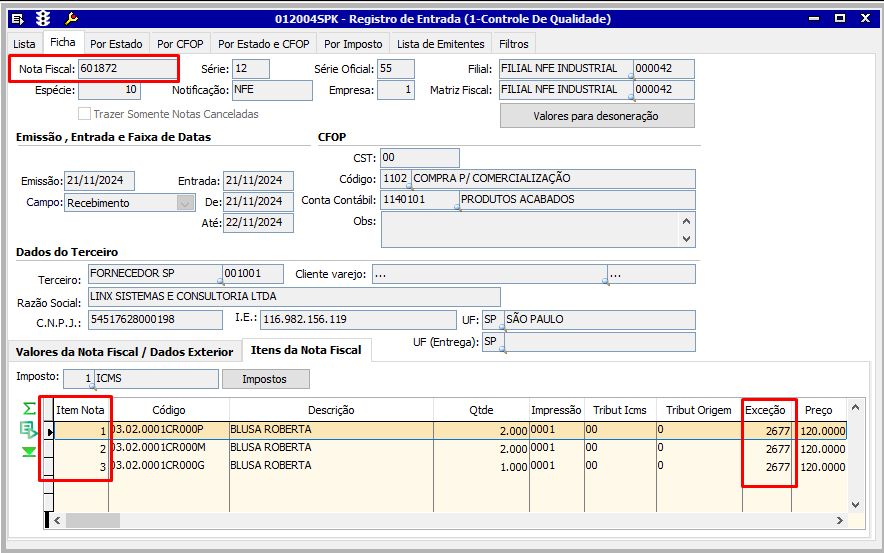 012004SPK - Registro de Entrada (1-Controle De Qualidade)
Lista Ficha Por Estado Por CFOP Por Estado e CFOP Por Imposto Lista de Emitentes Filtros
Nota Fiscal: 601872 Série: 12 Série Oficial: 55 Filial: FILIAL NFE INDUSTRIAL 000042
Espécie: 10 Notificação: NFE Empresa: 1 Matriz Fiscal: FILIAL NFE INDUSTRIAL 000042
Trazer Somente Notas Canceladas Valores para desoneração
Emissão , Entrada e Faixa de Datas CFOP
CST: 00
Emissão: 21/11/2024 Entrada: 21/11/2024 Código: 1102 COMPRA P/ COMERCIALIZAÇÃO
Campo: Recebimento De: 21/11/2024 Conta Contábil: 1140101 PRODUTOS ACABADOS
Até: 22/11/2024 Obs:
Dados do Terceiro
Terceiro: FORNECEDOR SP 001001 Cliente varejo: ... ...
Razão Social: LINX SISTEMAS E CONSULTORIA LTDA
C.N.P.J.: 54517628000198 I.E.: 116.982.156.119 UF: SP SÃO PAULO
UF (Entrega): SP
Valores da Nota Fiscal / Dados Exterior Itens da Nota Fiscal
Imposto: 1 ICMS Impostos
Item Nota Código Descrição Qtde Impressão Tribut Icms Tribut Origem Exceção Preço
1 03.02.0001CR000P BLUSA ROBERTA 2.000 0001 00 0 2677 120.0000
2 03.02.0001CR000M BLUSA ROBERTA 2.000 0001 00 0 2677 120.0000
3 03.02.0001CR000G BLUSA ROBERTA 1.000 0001 00 0 2677 120.0000